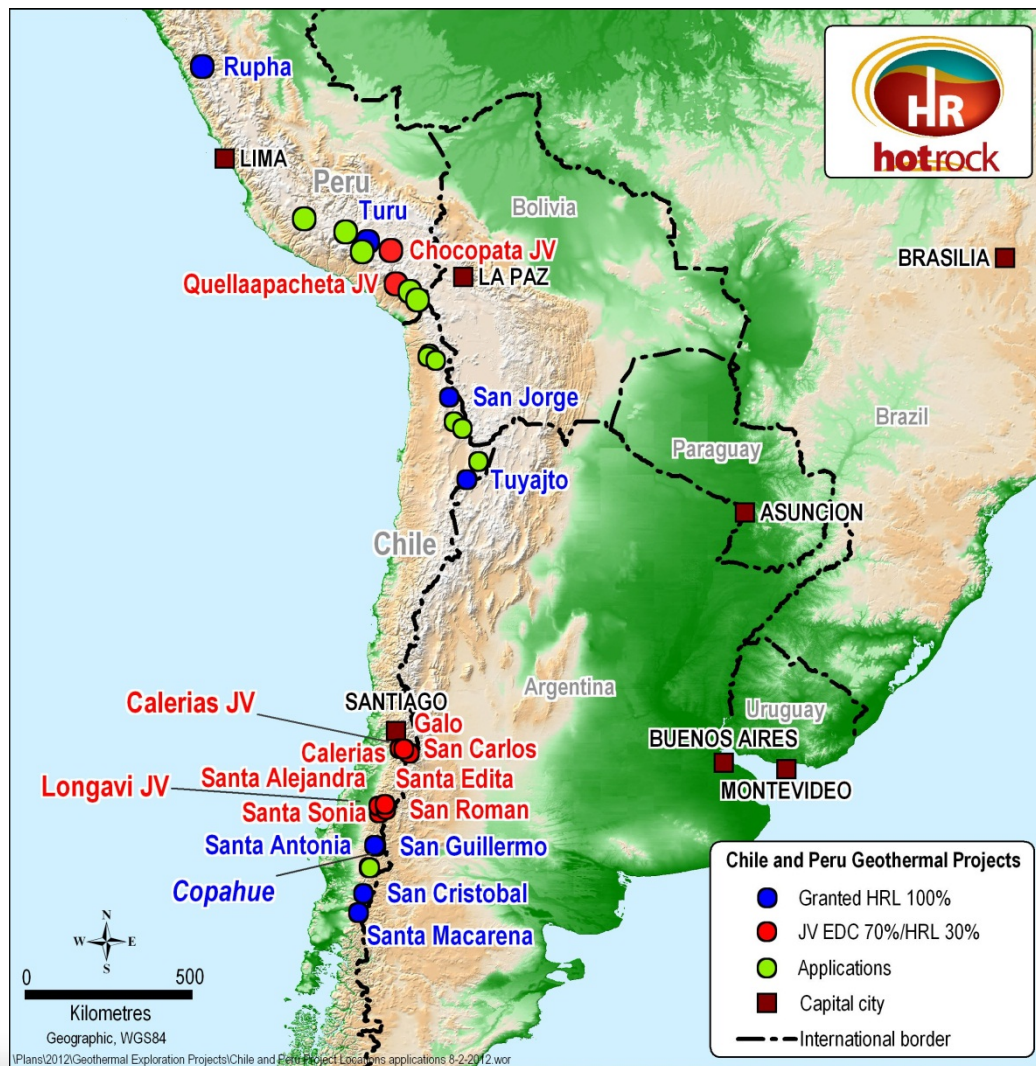 Rupha
LIMA
Peru
Turu
Chocopata JV
Quellaapacheta JV
LA PAZ
Bolivia
HR
hotrock
BRASILIA
San Jorge
Tuyajto
Brazil
Paraguay
ASUNCION
Chile
Argentina
Uruguay
SANTIAGO
Calerias JV
Galo
Calerias
San Carlos
Santa Alejandra
Santa Edita
Longavi JV
Santa Sonia
San Roman
BUENOS AIRES
MONTEVIDEO
Santa Antonia
San Guillermo
Copahue
San Cristobal
Santa Macarena
Chile and Peru Geothermal Projects
Granted HRL 100%
JV EDC 70%/HRL 30%
Applications
Capital city
International border
N
W E
S
0 500
Kilometres
Geographic, WGS84
\Plans\2012\Geothermal Exploration Projects\Chile and Peru Project Locations applications 8-2-2012.wor